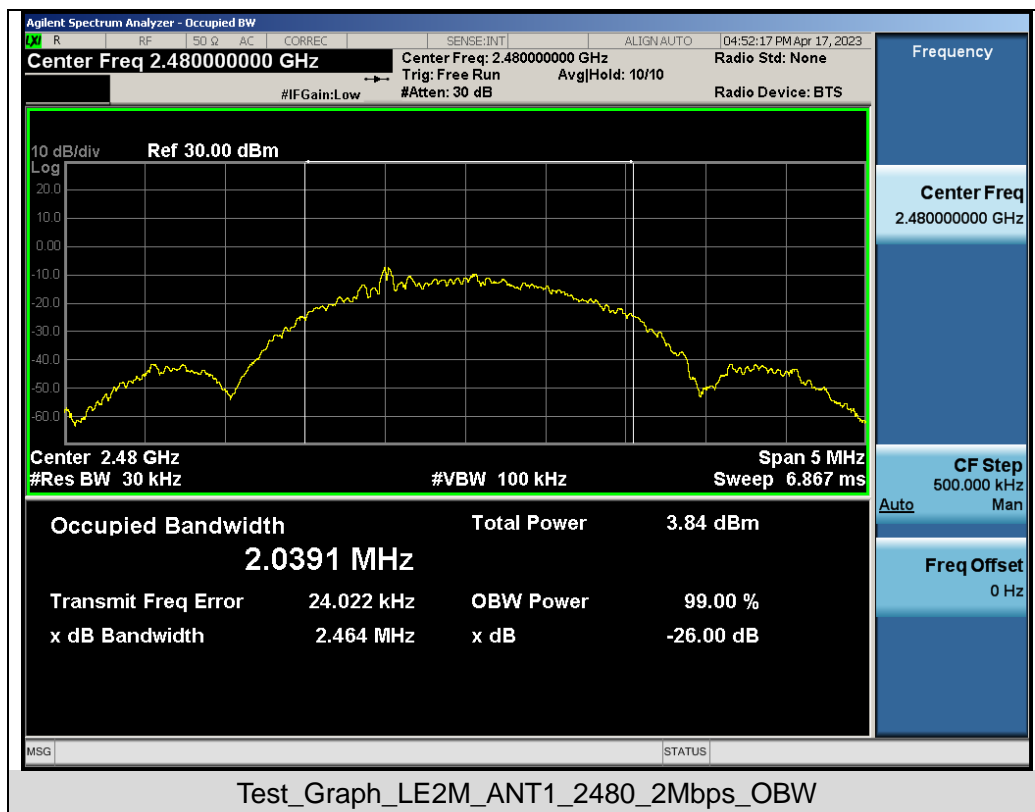 Agilent Spectrum Analyzer - Occupied BW
LXI R RF 50 Ω AC CORREC SENSE:INT ALIGN AUTO 04:52:17 PM Apr 17, 2023
Center Freq 2.480000000 GHz
Center Freq: 2.480000000 GHz
Radio Std: None
Trig: Free Run Avg|Hold: 10/10
#IFGain:Low
#Atten: 30 dB
Radio Device: BTS
10 dB/div Ref 30.00 dBm
Log
20.0
10.0
0.00
-10.0
-20.0
-30.0
-40.0
-50.0
-60.0
Center 2.48 GHz Span 5 MHz
#Res BW 30 kHz #VBW 100 kHz Sweep 6.867 ms
Occupied Bandwidth Total Power 3.84 dBm
2.0391 MHz
Transmit Freq Error 24.022 kHz OBW Power 99.00 %
x dB Bandwidth 2.464 MHz x dB -26.00 dB
Frequency
Center Freq
2.480000000 GHz
CF Step
500.000 kHz
Auto Man
Freq Offset
0 Hz
MSG STATUS
Test_Graph_LE2M_ANT1_2480_2Mbps_OBW